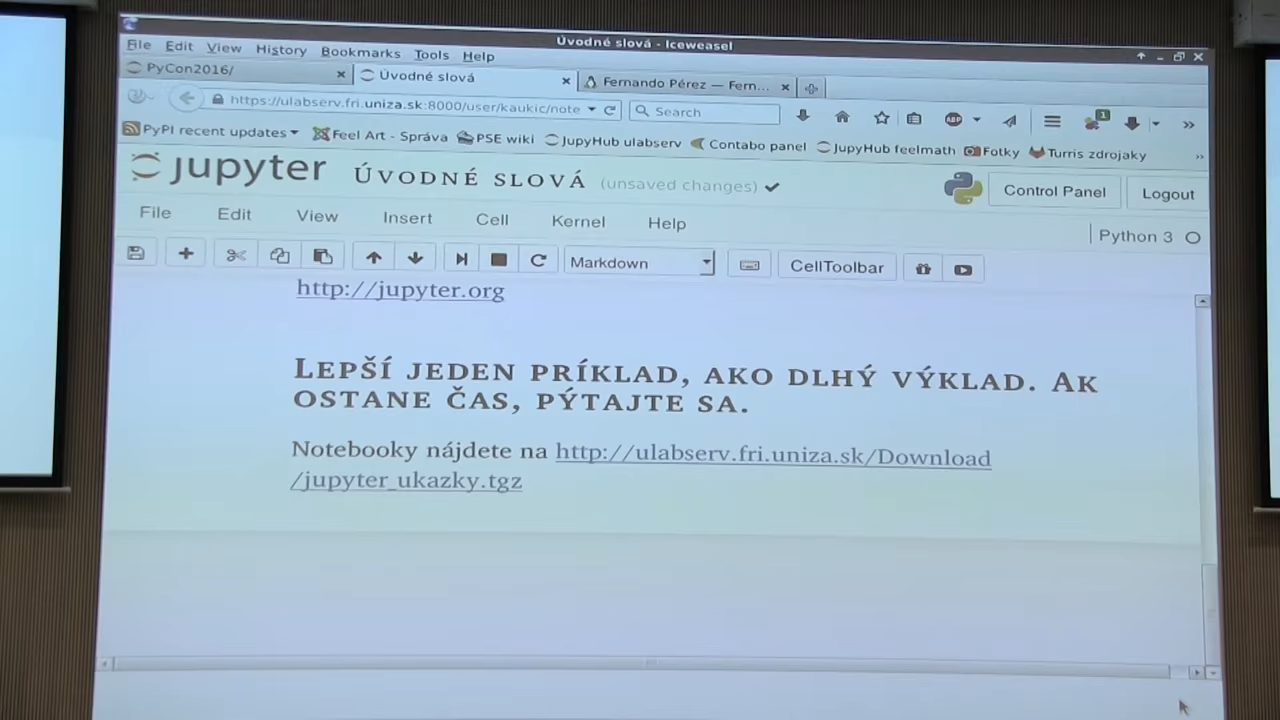 Úvodné slová - Iceweasel
File Edit View History Bookmarks Tools Help
PyCon2016/ Úvodné slová Fernando Pérez — Fern...
https://ulabserv.fri.uniza.sk:8000/user/kaukic/note Search
PyPI recent updates Feel Art - Správa PSE wiki JupyHub ulabserv Contabo panel JupyHub feelmath Fotky Turris zdrojaky
jupyter ÚVODNÉ SLOVÁ (unsaved changes) Control Panel Logout
File Edit View Insert Cell Kernel Help Python 3
Markdown CellToolbar
http://jupyter.org
LEPŠÍ JEDEN PRÍKLAD, AKO DLHÝ VÝKLAD. AK
OSTANE ČAS, PÝTAJTE SA.
Notebooky nájdete na http://ulabserv.fri.uniza.sk/Download
/jupyter_ukazky.tgz